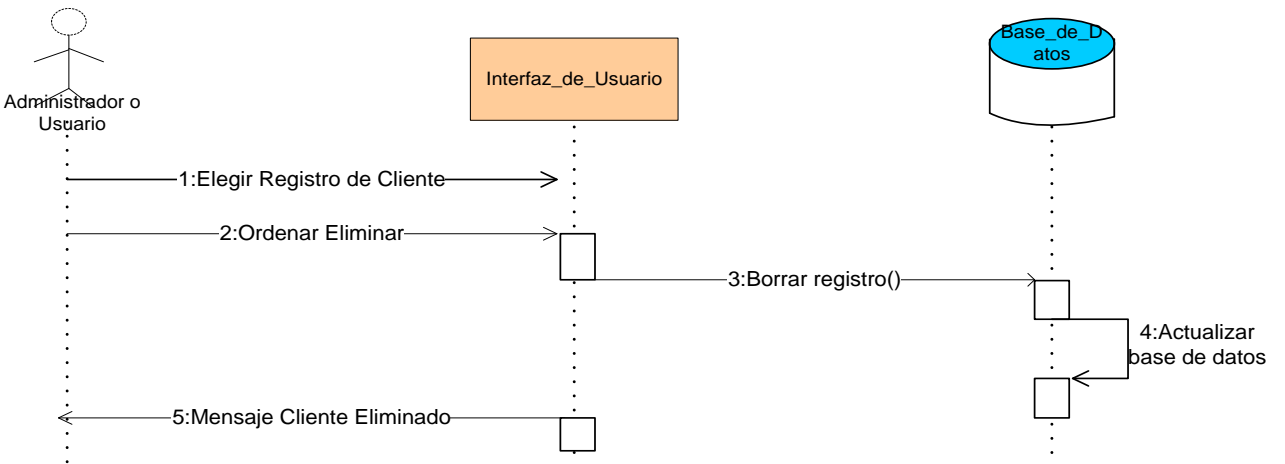 Base_de_D
atos
Interfaz_de_Usuario
Administrador o
Usuario
1:Elegir Registro de Cliente
2:Ordenar Eliminar
3:Borrar registro()
4:Actualizar
base de datos
5:Mensaje Cliente Eliminado